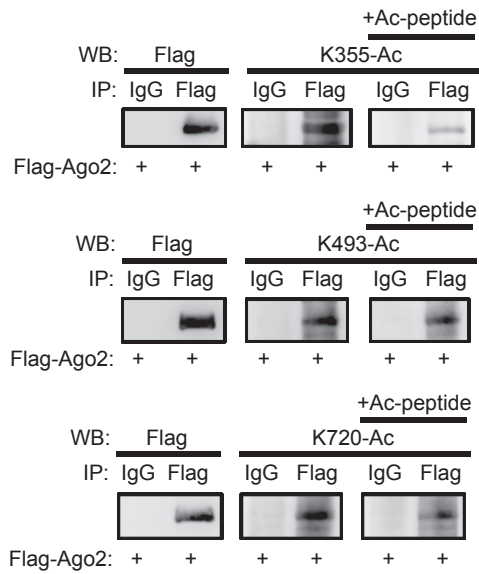 +Ac-peptide
WB: Flag K355-Ac
IP: IgG Flag IgG Flag IgG Flag
Flag-Ago2: + + + + + +
+Ac-peptide
WB: Flag K493-Ac
IP: IgG Flag IgG Flag IgG Flag
Flag-Ago2: + + + + + +
+Ac-peptide
WB: Flag K720-Ac
IP: IgG Flag IgG Flag IgG Flag
Flag-Ago2: + + + + + +